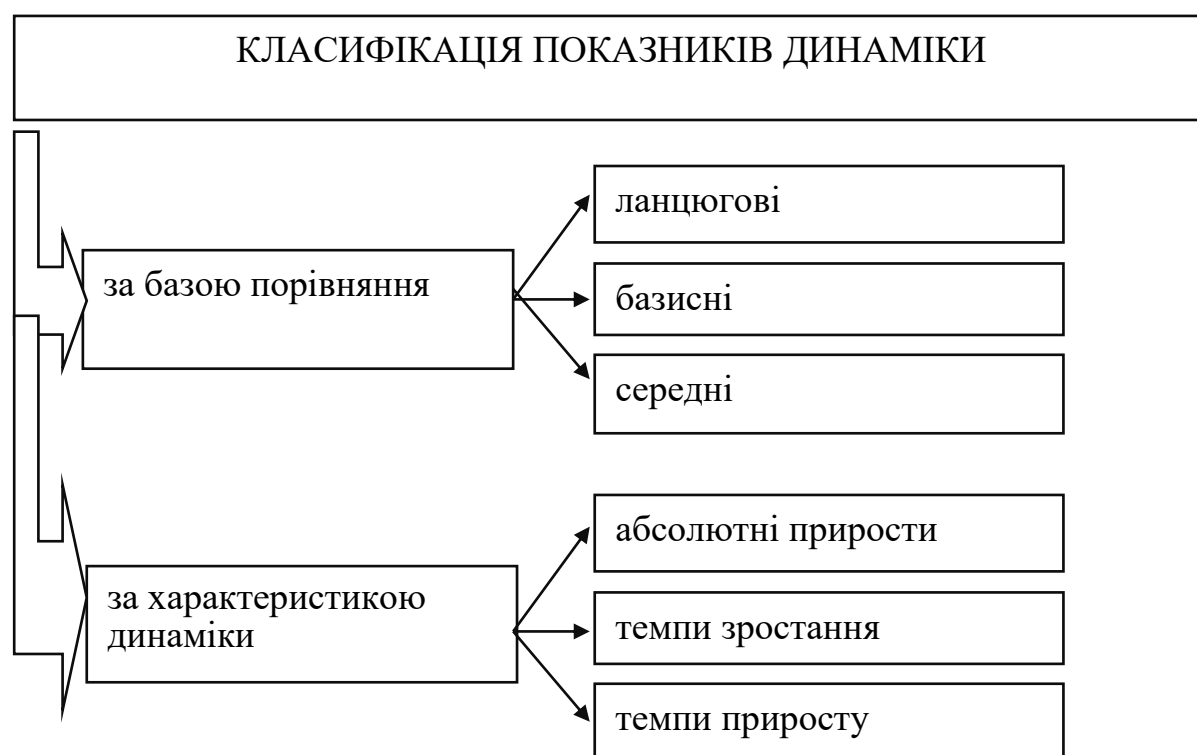 КЛАСИФІКАЦІЯ ПОКАЗНИКІВ ДИНАМІКИ
за базою порівняння
ланцюгові
базисні
середні
за характеристикою
динаміки
абсолютні прирости
темпи зростання
темпи приросту